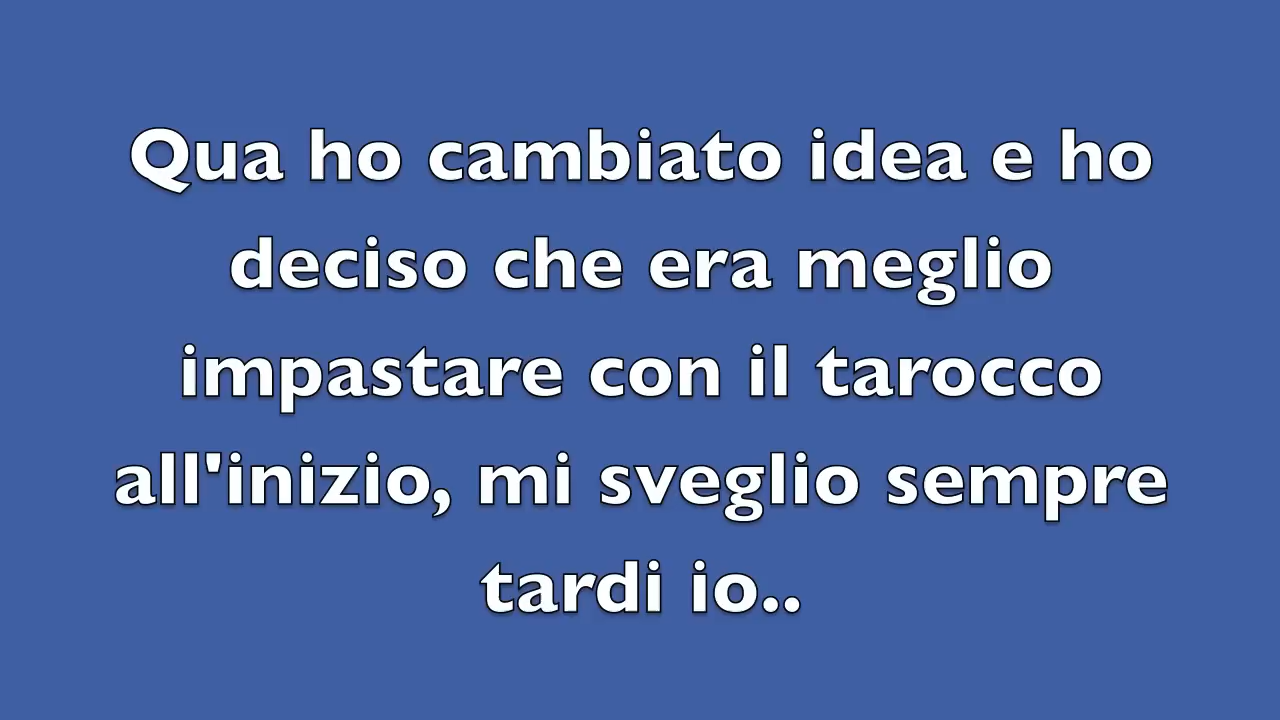 Qua ho cambiato idea e ho
deciso che era meglio
impastare con il tarocco
all'inizio, mi sveglio sempre
tardi io..